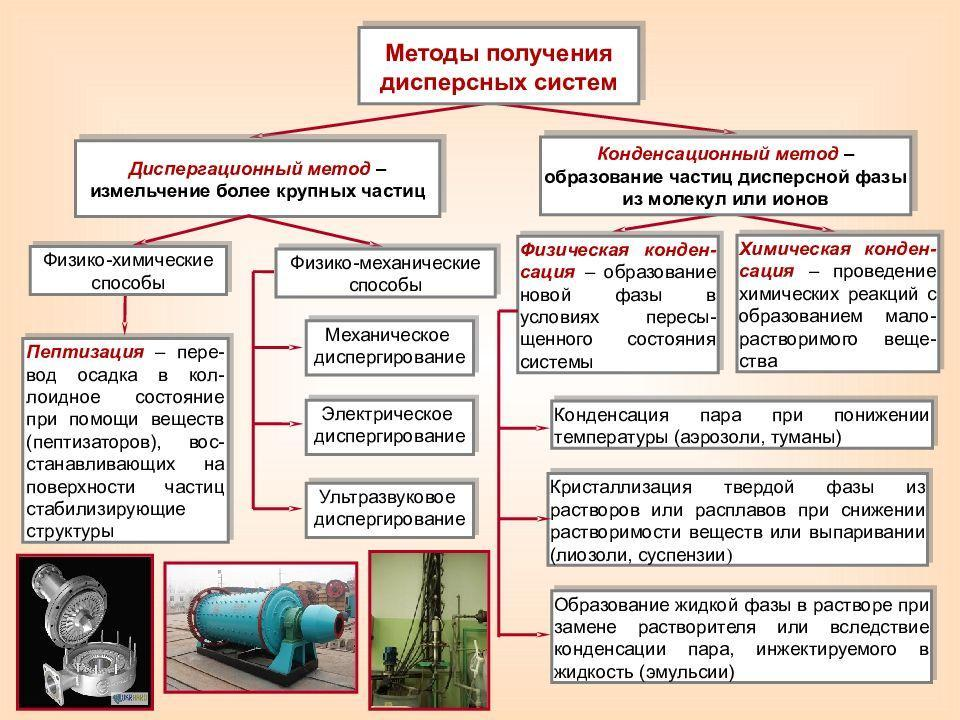 Методы получения
дисперсных систем
Диспергационный метод –
измельчение более крупных частиц
Конденсационный метод –
образование частиц дисперсной фазы
из молекул или ионов
Физико-химические
способы
Физико-механические
способы
Физическая конден-
сация – образование
новой фазы в
условиях пересы-
щенного состояния
системы
Химическая конден-
сация – проведение
химических реакций с
образованием мало-
растворимого веще-
ства
Пептизация – пере-
вод осадка в кол-
лоидное состояние
при помощи веществ
(пептизаторов), вос-
станавливающих на
поверхности частиц
стабилизирующие
структуры
Механическое
диспергирование
Электрическое
диспергирование
Ультразвуковое
диспергирование
Конденсация пара при понижении
температуры (аэрозоли, туманы)
Кристаллизация твердой фазы из
растворов или расплавов при снижении
растворимости веществ или выпаривании
(лиозоли, суспензии)
Образование жидкой фазы в растворе при
замене растворителя или вследствие
конденсации пара, инжектируемого в
жидкость (эмульсии)